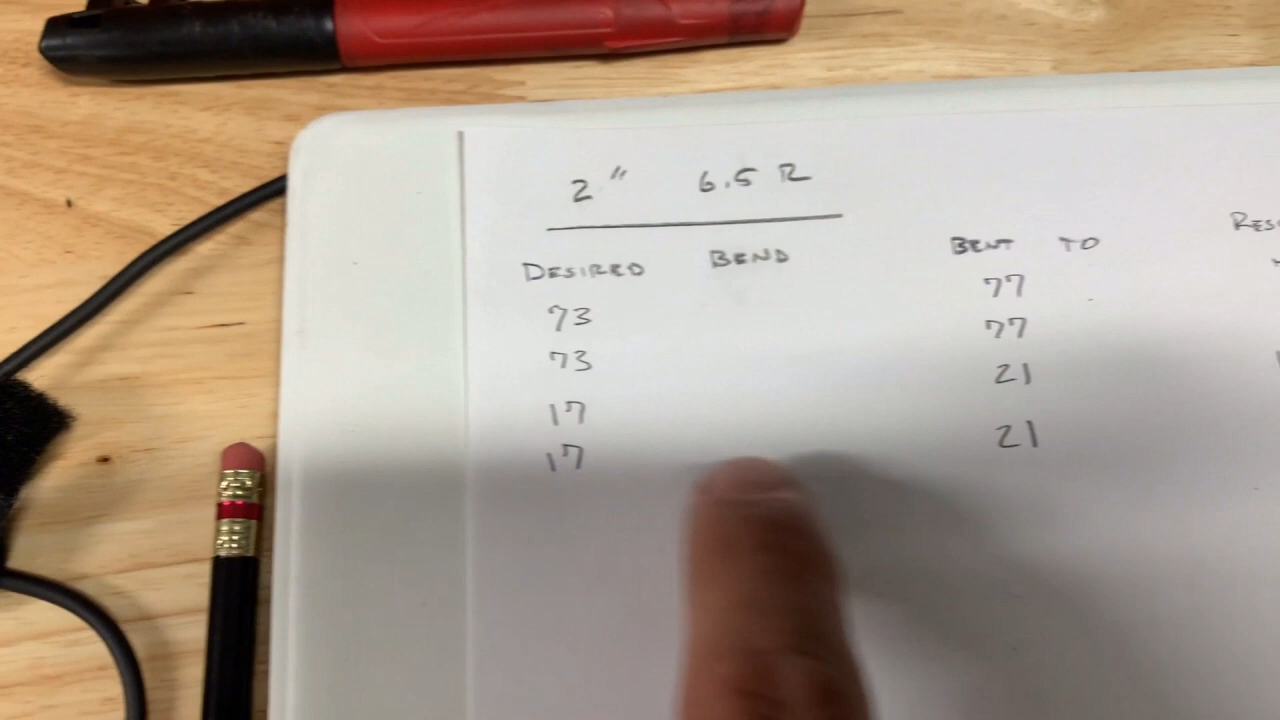 2" 6.5 R
DESIRED BEND BENT TO
73 77
73 77
17 21
17 21